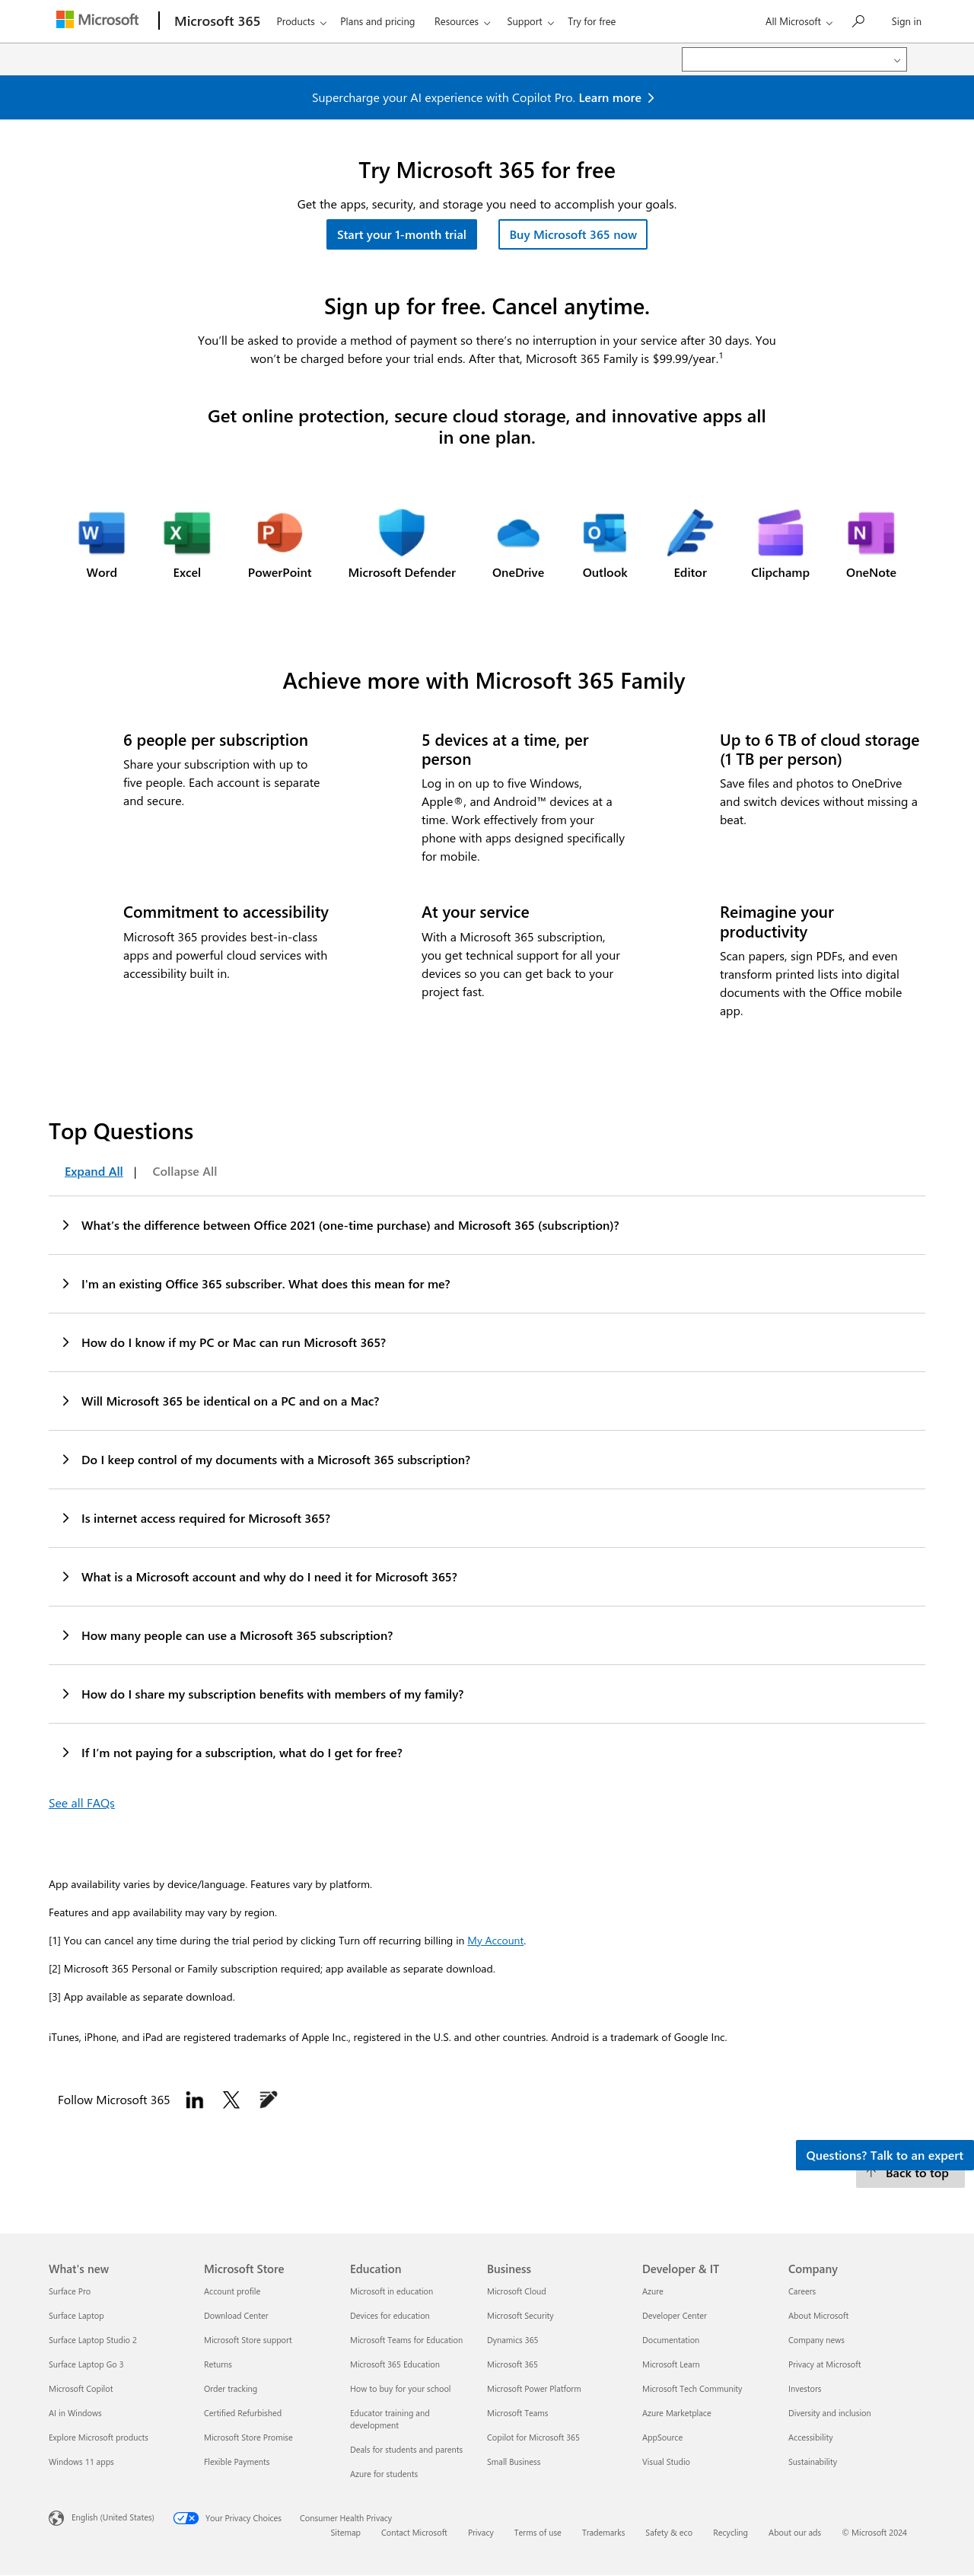 Microsoft
Microsoft 365
Products
Plans and pricing
Resources
Support
Try for free
All Microsoft
Sign in
Supercharge your AI experience with Copilot Pro. Learn more
Try Microsoft 365 for free
Get the apps, security, and storage you need to accomplish your goals.
Start your 1-month trial
Buy Microsoft 365 now
Sign up for free. Cancel anytime.
You'll be asked to provide a method of payment so there's no interruption in your service after 30 days. You
won't be charged before your trial ends. After that, Microsoft 365 Family is $99.99/year.1
Get online protection, secure cloud storage, and innovative apps all
in one plan.
Word
Excel
PowerPoint
Microsoft Defender
OneDrive
Outlook
Editor
Clipchamp
OneNote
Achieve more with Microsoft 365 Family
6 people per subscription
Share your subscription with up to
five people. Each account is separate
and secure.
5 devices at a time, per
person
Log in on up to five Windows,
Apple®, and Android™ devices at a
time. Work effectively from your
phone with apps designed specifically
for mobile.
Up to 6 TB of cloud storage
(1 TB per person)
Save files and photos to OneDrive
and switch devices without missing a
beat.
Commitment to accessibility
Microsoft 365 provides best-in-class
apps and powerful cloud services with
accessibility built in.
At your service
With a Microsoft 365 subscription,
you get technical support for all your
devices so you can get back to your
project fast.
Reimagine your
productivity
Scan papers, sign PDFs, and even
transform printed lists into digital
documents with the Office mobile
app.
Top Questions
Expand All | Collapse All
What's the difference between Office 2021 (one-time purchase) and Microsoft 365 (subscription)?
I'm an existing Office 365 subscriber. What does this mean for me?
How do I know if my PC or Mac can run Microsoft 365?
Will Microsoft 365 be identical on a PC and on a Mac?
Do I keep control of my documents with a Microsoft 365 subscription?
Is internet access required for Microsoft 365?
What is a Microsoft account and why do I need it for Microsoft 365?
How many people can use a Microsoft 365 subscription?
How do I share my subscription benefits with members of my family?
If I'm not paying for a subscription, what do I get for free?
See all FAQs
App availability varies by device/language. Features vary by platform.
Features and app availability may vary by region.
[1] You can cancel any time during the trial period by clicking Turn off recurring billing in My Account.
[2] Microsoft 365 Personal or Family subscription required; app available as separate download.
[3] App available as separate download.
iTunes, iPhone, and iPad are registered trademarks of Apple Inc., registered in the U.S. and other countries. Android is a trademark of Google Inc.
Follow Microsoft 365
Questions? Talk to an expert
Back to top
What's new
Surface Pro
Surface Laptop
Surface Laptop Studio 2
Surface Laptop Go 3
Microsoft Copilot
AI in Windows
Explore Microsoft products
Windows 11 apps
Microsoft Store
Account profile
Download Center
Microsoft Store support
Returns
Order tracking
Certified Refurbished
Microsoft Store Promise
Flexible Payments
Education
Microsoft in education
Devices for education
Microsoft Teams for Education
Microsoft 365 Education
How to buy for your school
Educator training and
development
Deals for students and parents
Azure for students
Business
Microsoft Cloud
Microsoft Security
Dynamics 365
Microsoft 365
Microsoft Power Platform
Microsoft Teams
Copilot for Microsoft 365
Small Business
Developer & IT
Azure
Developer Center
Documentation
Microsoft Learn
Microsoft Tech Community
Azure Marketplace
AppSource
Visual Studio
Company
Careers
About Microsoft
Company news
Privacy at Microsoft
Investors
Diversity and inclusion
Accessibility
Sustainability
English (United States)
Your Privacy Choices
Consumer Health Privacy
Sitemap
Contact Microsoft
Privacy
Terms of use
Trademarks
Safety & eco
Recycling
About our ads
© Microsoft 2024